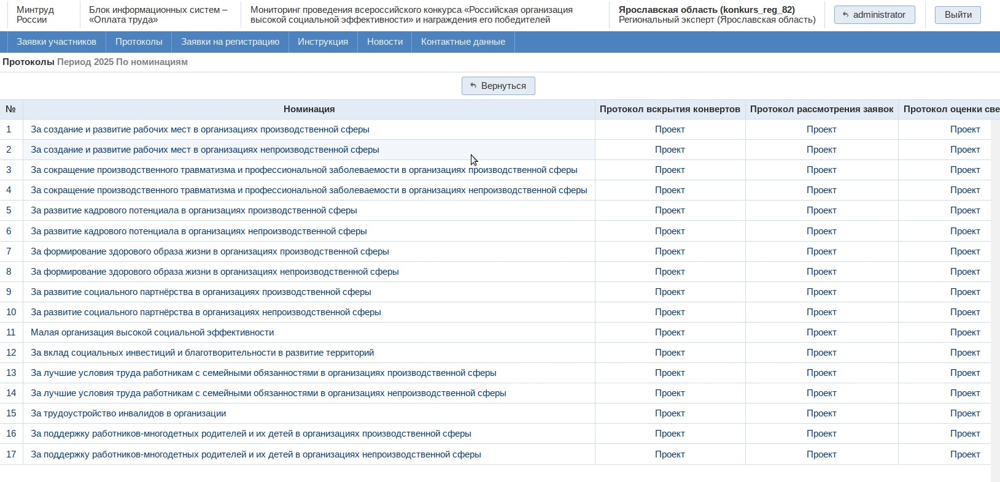 Минтруд
России
Блок информационных систем –
«Оплата труда»
Мониторинг проведения всероссийского конкурса «Российская организация
высокой социальной эффективности» и награждения его победителей
Ярославская область (konkurs_reg_82)
Региональный эксперт (Ярославская область)
administrator
Выйти
Заявки участников Протоколы Заявки на регистрацию Инструкция Новости Контактные данные
Протоколы Период 2025 По номинациям
Вернуться
№ Номинация Протокол вскрытия конвертов Протокол рассмотрения заявок Протокол оценки све
1 За создание и развитие рабочих мест в организациях производственной сферы Проект Проект Проект
2 За создание и развитие рабочих мест в организациях непроизводственной сферы Проект Проект Проект
3 За сокращение производственного травматизма и профессиональной заболеваемости в организациях производственной сферы Проект Проект Проект
4 За сокращение производственного травматизма и профессиональной заболеваемости в организациях непроизводственной сферы Проект Проект Проект
5 За развитие кадрового потенциала в организациях производственной сферы Проект Проект Проект
6 За развитие кадрового потенциала в организациях непроизводственной сферы Проект Проект Проект
7 За формирование здорового образа жизни в организациях производственной сферы Проект Проект Проект
8 За формирование здорового образа жизни в организациях непроизводственной сферы Проект Проект Проект
9 За развитие социального партнёрства в организациях производственной сферы Проект Проект Проект
10 За развитие социального партнёрства в организациях непроизводственной сферы Проект Проект Проект
11 Малая организация высокой социальной эффективности Проект Проект Проект
12 За вклад социальных инвестиций и благотворительности в развитие территорий Проект Проект Проект
13 За лучшие условия труда работникам с семейными обязанностями в организациях производственной сферы Проект Проект Проект
14 За лучшие условия труда работникам с семейными обязанностями в организациях непроизводственной сферы Проект Проект Проект
15 За трудоустройство инвалидов в организации Проект Проект Проект
16 За поддержку работников-многодетных родителей и их детей в организациях производственной сферы Проект Проект Проект
17 За поддержку работников-многодетных родителей и их детей в организациях непроизводственной сферы Проект Проект Проект